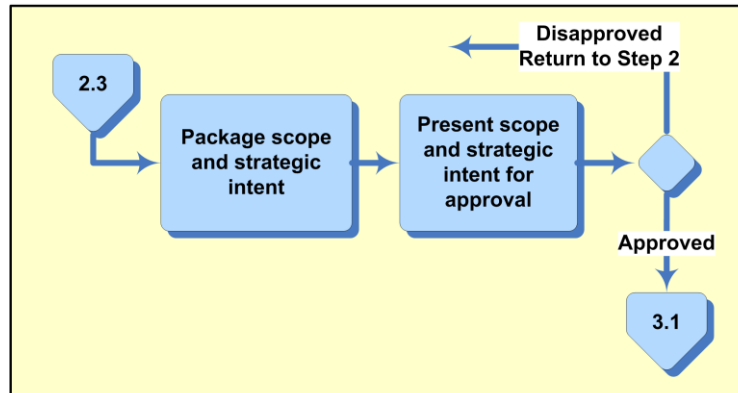 2.3
Package scope
and strategic
intent
Present scope
and strategic
intent for
approval
Disapproved
Return to Step 2
Approved
3.1